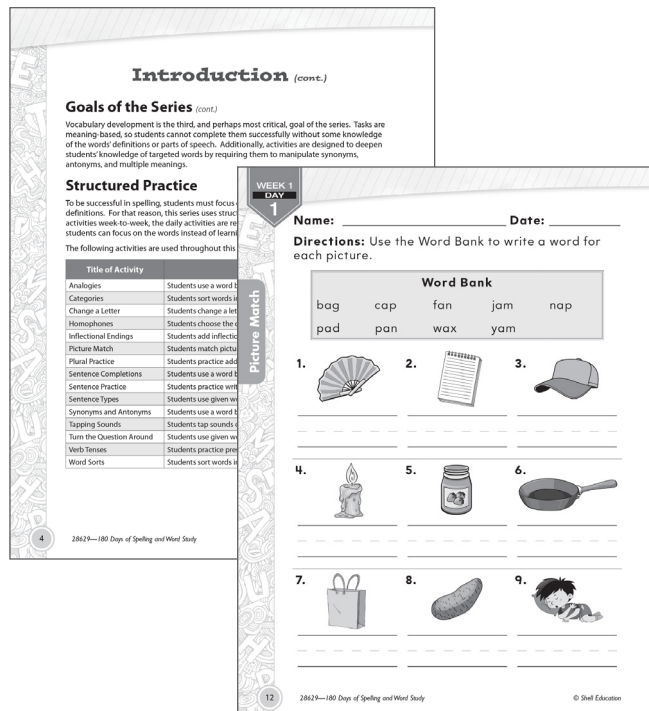 Introduction (cont.)
Goals of the Series (cont.)
Vocabulary development is the third, and perhaps most critical, goal of the series. Tasks are
meaning-based, so students cannot complete them successfully without some knowledge
of the words' definitions or parts of speech. Additionally, activities are designed to deepen
students' knowledge of targeted words by requiring them to manipulate synonyms,
antonyms, and multiple meanings.
Structured Practice
To be successful in spelling, students must focus
definitions. For that reason, this series uses
activities week-to-week, the daily activities are
students can focus on the words instead of
The following activities are used throughout this
Title of Activity
Analogies Students use a word
Categories Students sort words
Change a Letter Students change a
Homophones Students choose the
Inflectional Endings Students add
Picture Match Students match
Plural Practice Students practice
Sentence Completions Students use a word
Sentence Practice Students practice
Sentence Types Students use given
Synonyms and Antonyms Students use a word
Tapping Sounds Students tap sounds
Turn the Question Around Students use given
Verb Tenses Students practice
Word Sorts Students sort words
4 28629—180 Days of Spelling and Word Study
WEEK 1
DAY
1
Name: Date:
Directions: Use the Word Bank to write a word for
each picture.
Picture Match
Word Bank
bag cap fan jam nap
pad pan wax yam
1. 2. 3.
4. 5. 6.
7. 8. 9.
12 28629—180 Days of Spelling and Word Study © Shell Education